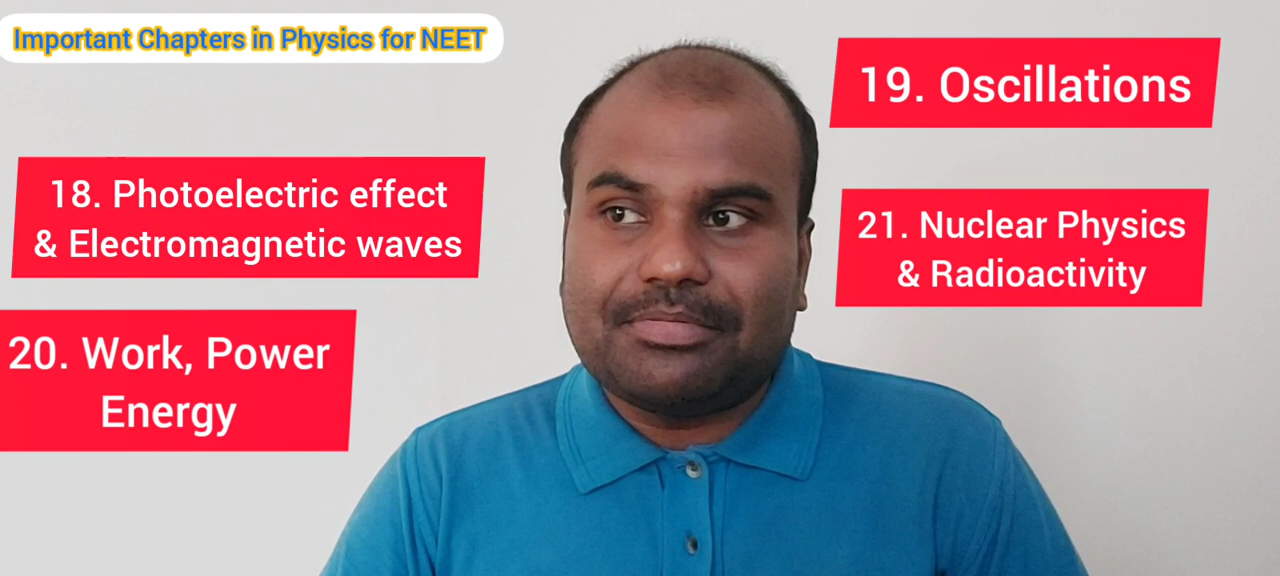 Important Chapters in Physics for NEET
18. Photoelectric effect
& Electromagnetic waves
19. Oscillations
20. Work, Power
Energy
21. Nuclear Physics
& Radioactivity